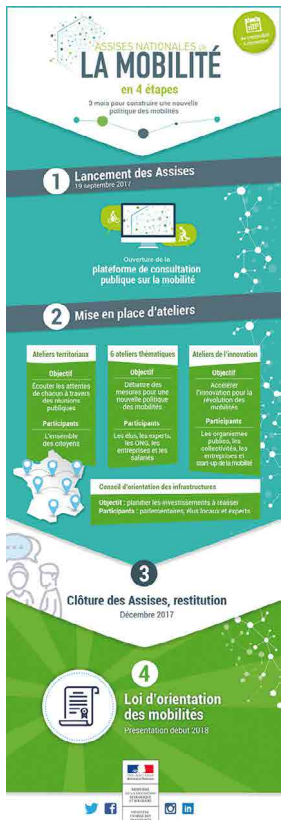 ASSISES NATIONALES DE
LA MOBILITÉ
en 4 étapes
3 mois pour construire une nouvelle
politique des mobilités
1
Lancement des Assises
19 septembre 2017
Ouverture de la
plateforme de consultation
publique sur la mobilité
2
Mise en place d'ateliers
Ateliers territoriaux
Objectif
Écouter les attentes
de chacun à travers
des réunions
publiques
Participants
L'ensemble
des citoyens
6 ateliers thématiques
Objectif
Débattre des
mesures pour une
nouvelle politique
des mobilités
Participants
Les élus, les experts,
les ONG, les
entreprises et les
salariés
Ateliers de l'innovation
Objectif
Accélérer
l'innovation pour la
révolution des
mobilités
Participants
Les organismes
publics, les
collectivités, les
entreprises et
start-up de la mobilité
Conseil d'orientation des infrastructures
Objectif : planifier les investissements à réaliser
Participants : parlementaires, élus locaux et experts
3
Clôture des Assises, restitution
Décembre 2017
4
Loi d'orientation
des mobilités
Présentation début 2018